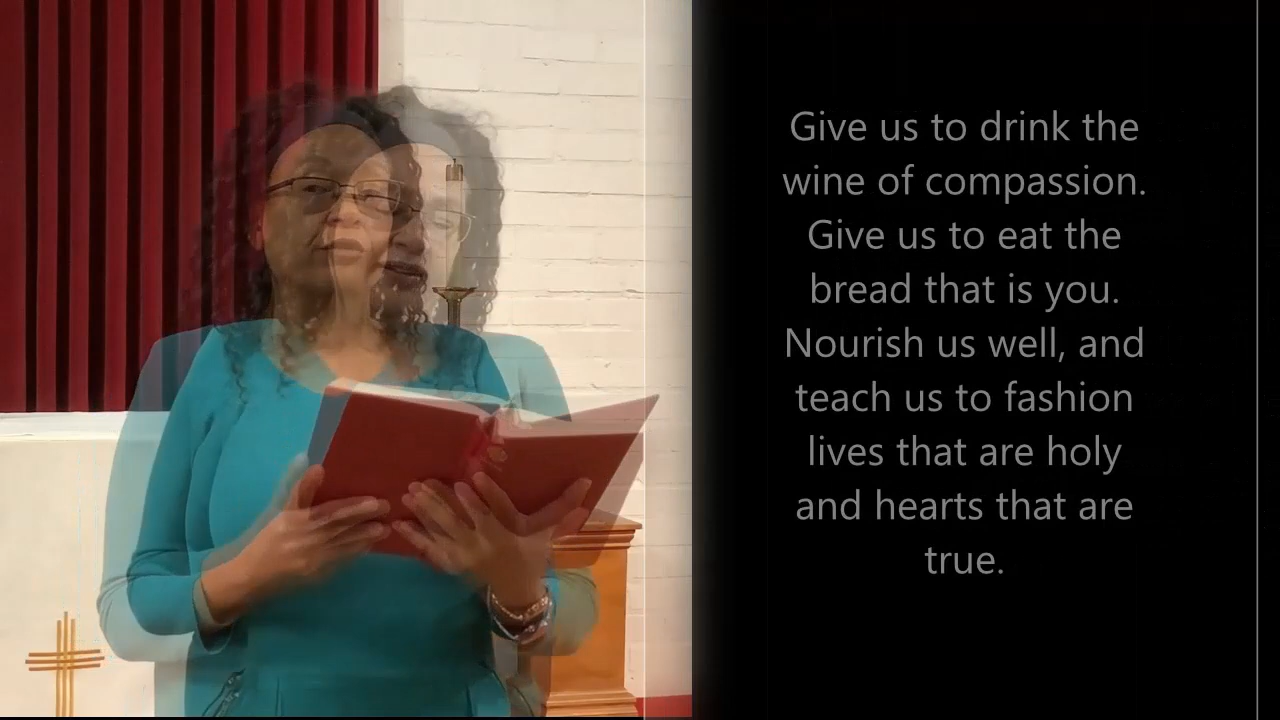 Give us to drink the
wine of compassion.
Give us to eat the
bread that is you.
Nourish us well, and
teach us to fashion
lives that are holy
and hearts that are
true.